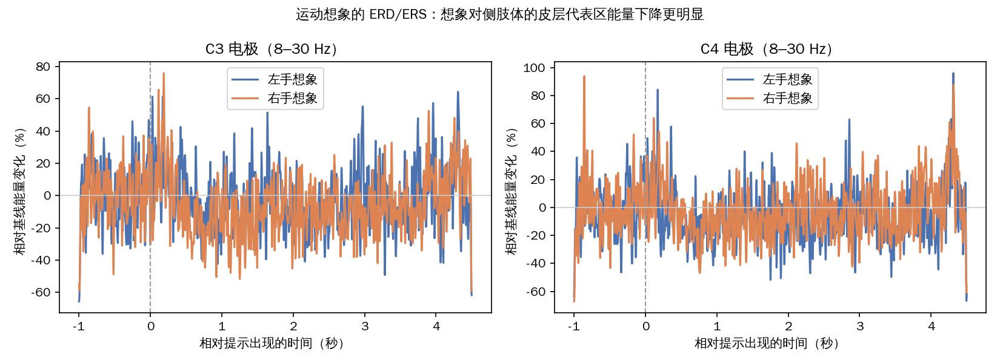 运动想象的 ERD/ERS：想象对侧肢体的皮层代表区能量下降更明显
C3 电极（8–30 Hz）
80
60
40
20
0
-20
-40
-60
相对基线能量变化（%）
左手想象
右手想象
-1
0
1
2
3
4
相对提示出现的时间（秒）
C4 电极（8–30 Hz）
100
80
60
40
20
0
-20
-40
-60
相对基线能量变化（%）
左手想象
右手想象
-1
0
1
2
3
4
相对提示出现的时间（秒）